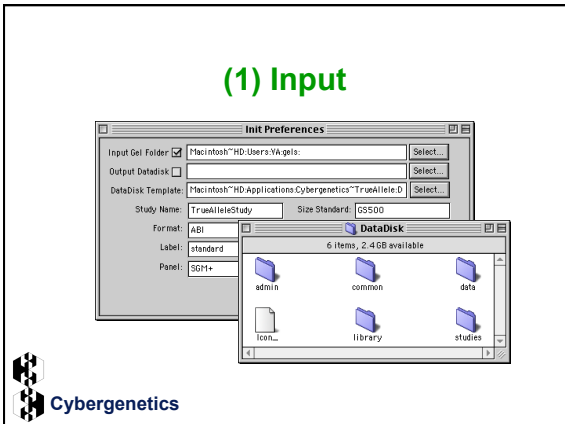 (1) Input
Init Preferences
Input Gel Folder Macintosh~HD:Users:VA:gels: Select...
Output Datadisk Select...
DataDisk Template: Macintosh~HD:Applications:Cybergenetics~TrueAllele:D Select...
Study Name: TrueAlleleStudy Size Standard: GS500
Format: ABI
Label: standard
Panel: SGM+
DataDisk
6 items, 2.4 GB available
admin common data
Icon_ library studies
Cybergenetics